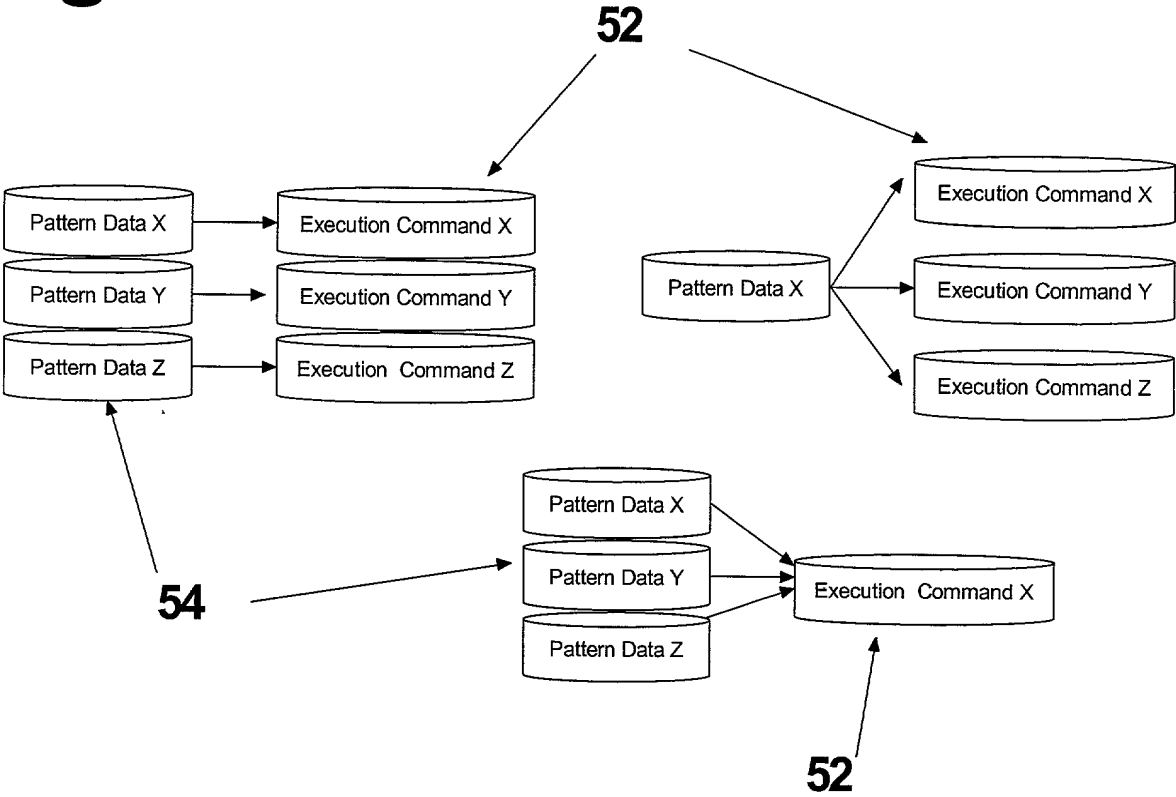 52
Pattern Data X
Execution Command X
Pattern Data Y
Execution Command Y
Pattern Data Z
Execution Command Z
Pattern Data X
Execution Command X
Execution Command Y
Execution Command Z
54
Pattern Data X
Pattern Data Y
Pattern Data Z
Execution Command X
52